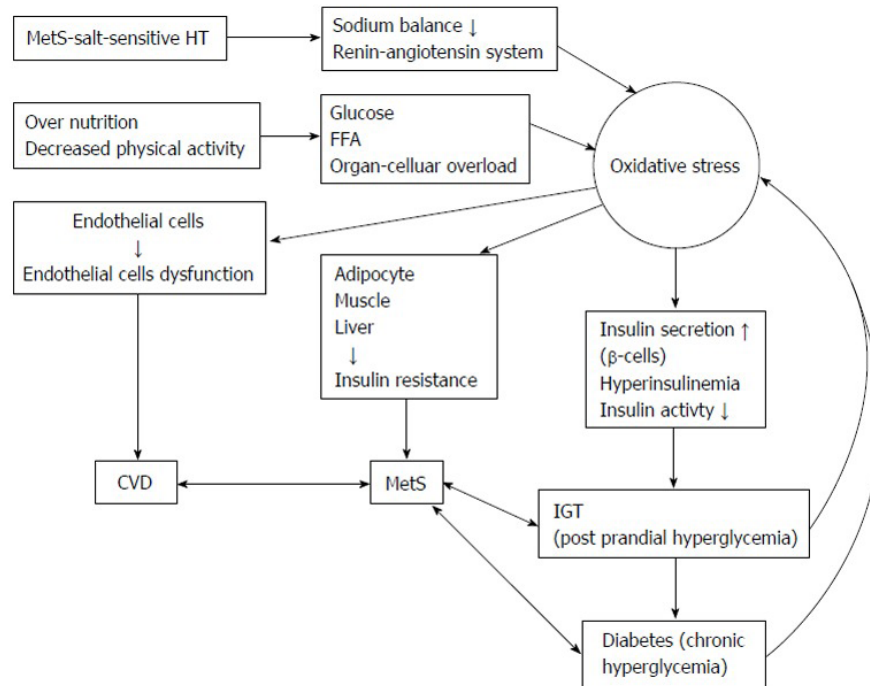 MetS-salt-sensitive HT
Sodium balance ↓
Renin-angiotensin system
Over nutrition
Decreased physical activity
Glucose
FFA
Organ-celluar overload
Oxidative stress
Endothelial cells
↓
Endothelial cells dysfunction
Adipocyte
Muscle
Liver
↓
Insulin resistance
Insulin secretion ↑
(β-cells)
Hyperinsulinemia
Insulin activty ↓
CVD
MetS
IGT
(post prandial hyperglycemia)
Diabetes (chronic
hyperglycemia)